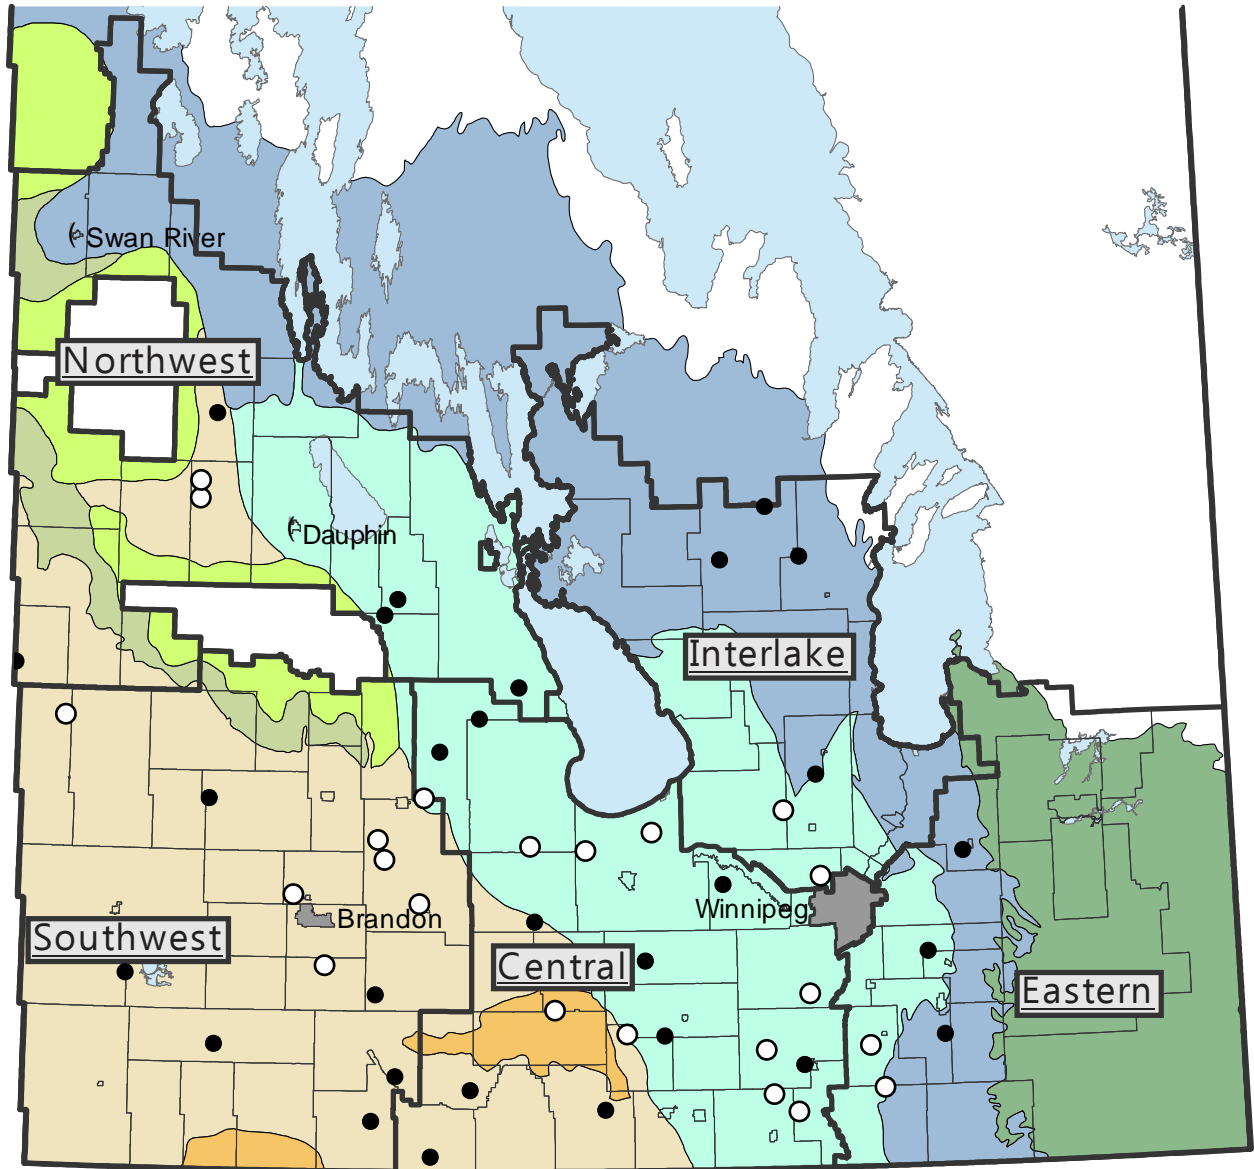 Swan River
Northwest
Dauphin
Interlake
Winnipeg
Brandon
Southwest
Central
Eastern